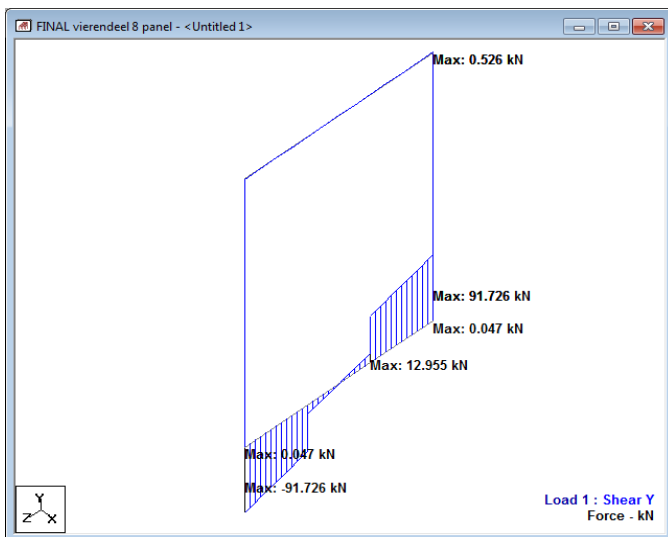 FINAL vierendeel 8 panel - <Untitled 1>
Max: 0.526 kN
Max: 91.726 kN
Max: 0.047 kN
Max: 12.955 kN
Max: 0.047 kN
Max: -91.726 kN
Y
Z X
Load 1 : Shear Y
Force - kN